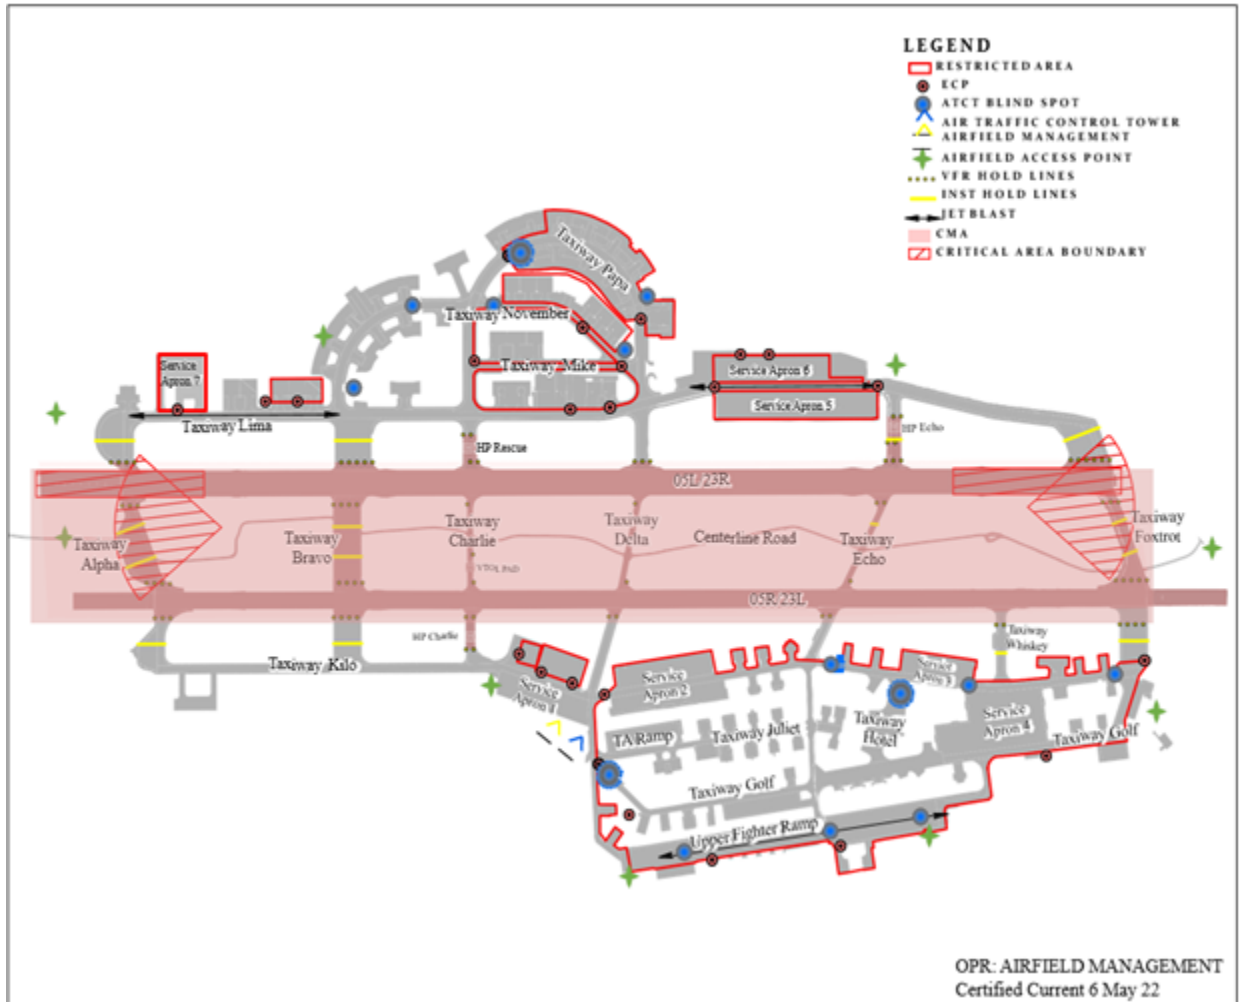 LEGEND
RESTRICTED AREA
ECP
ATCT BLIND SPOT
AIR TRAFFIC CONTROL TOWER
AIRFIELD MANAGEMENT
AIRFIELD ACCESS POINT
VFR HOLD LINES
INST HOLD LINES
JET BLAST
CMA
CRITICAL AREA BOUNDARY
Taxiway Papa
Taxiway November
Taxiway Mike
Service
Apron 7
Taxiway Lima
Service Apron 6
Service Apron 5
HP Rescue
HP Echo
05L/23R
Taxiway
Alpha
Taxiway
Bravo
Taxiway
Charlie
Taxiway
Delta
Centerline Road
Taxiway
Echo
Taxiway
Foxtrot
VTOL PAD
05R/23L
HP Charlie
Taxiway
Whiskey
Taxiway Kilo
Service
Apron 1
Service
Apron 2
Service
Apron 3
Service
Apron 4
TA Ramp
Taxiway Juliet
Taxiway
Hotel
Taxiway Golf
Taxiway Golf
Upper Fighter Ramp
OPR: AIRFIELD MANAGEMENT
Certified Current 6 May 22